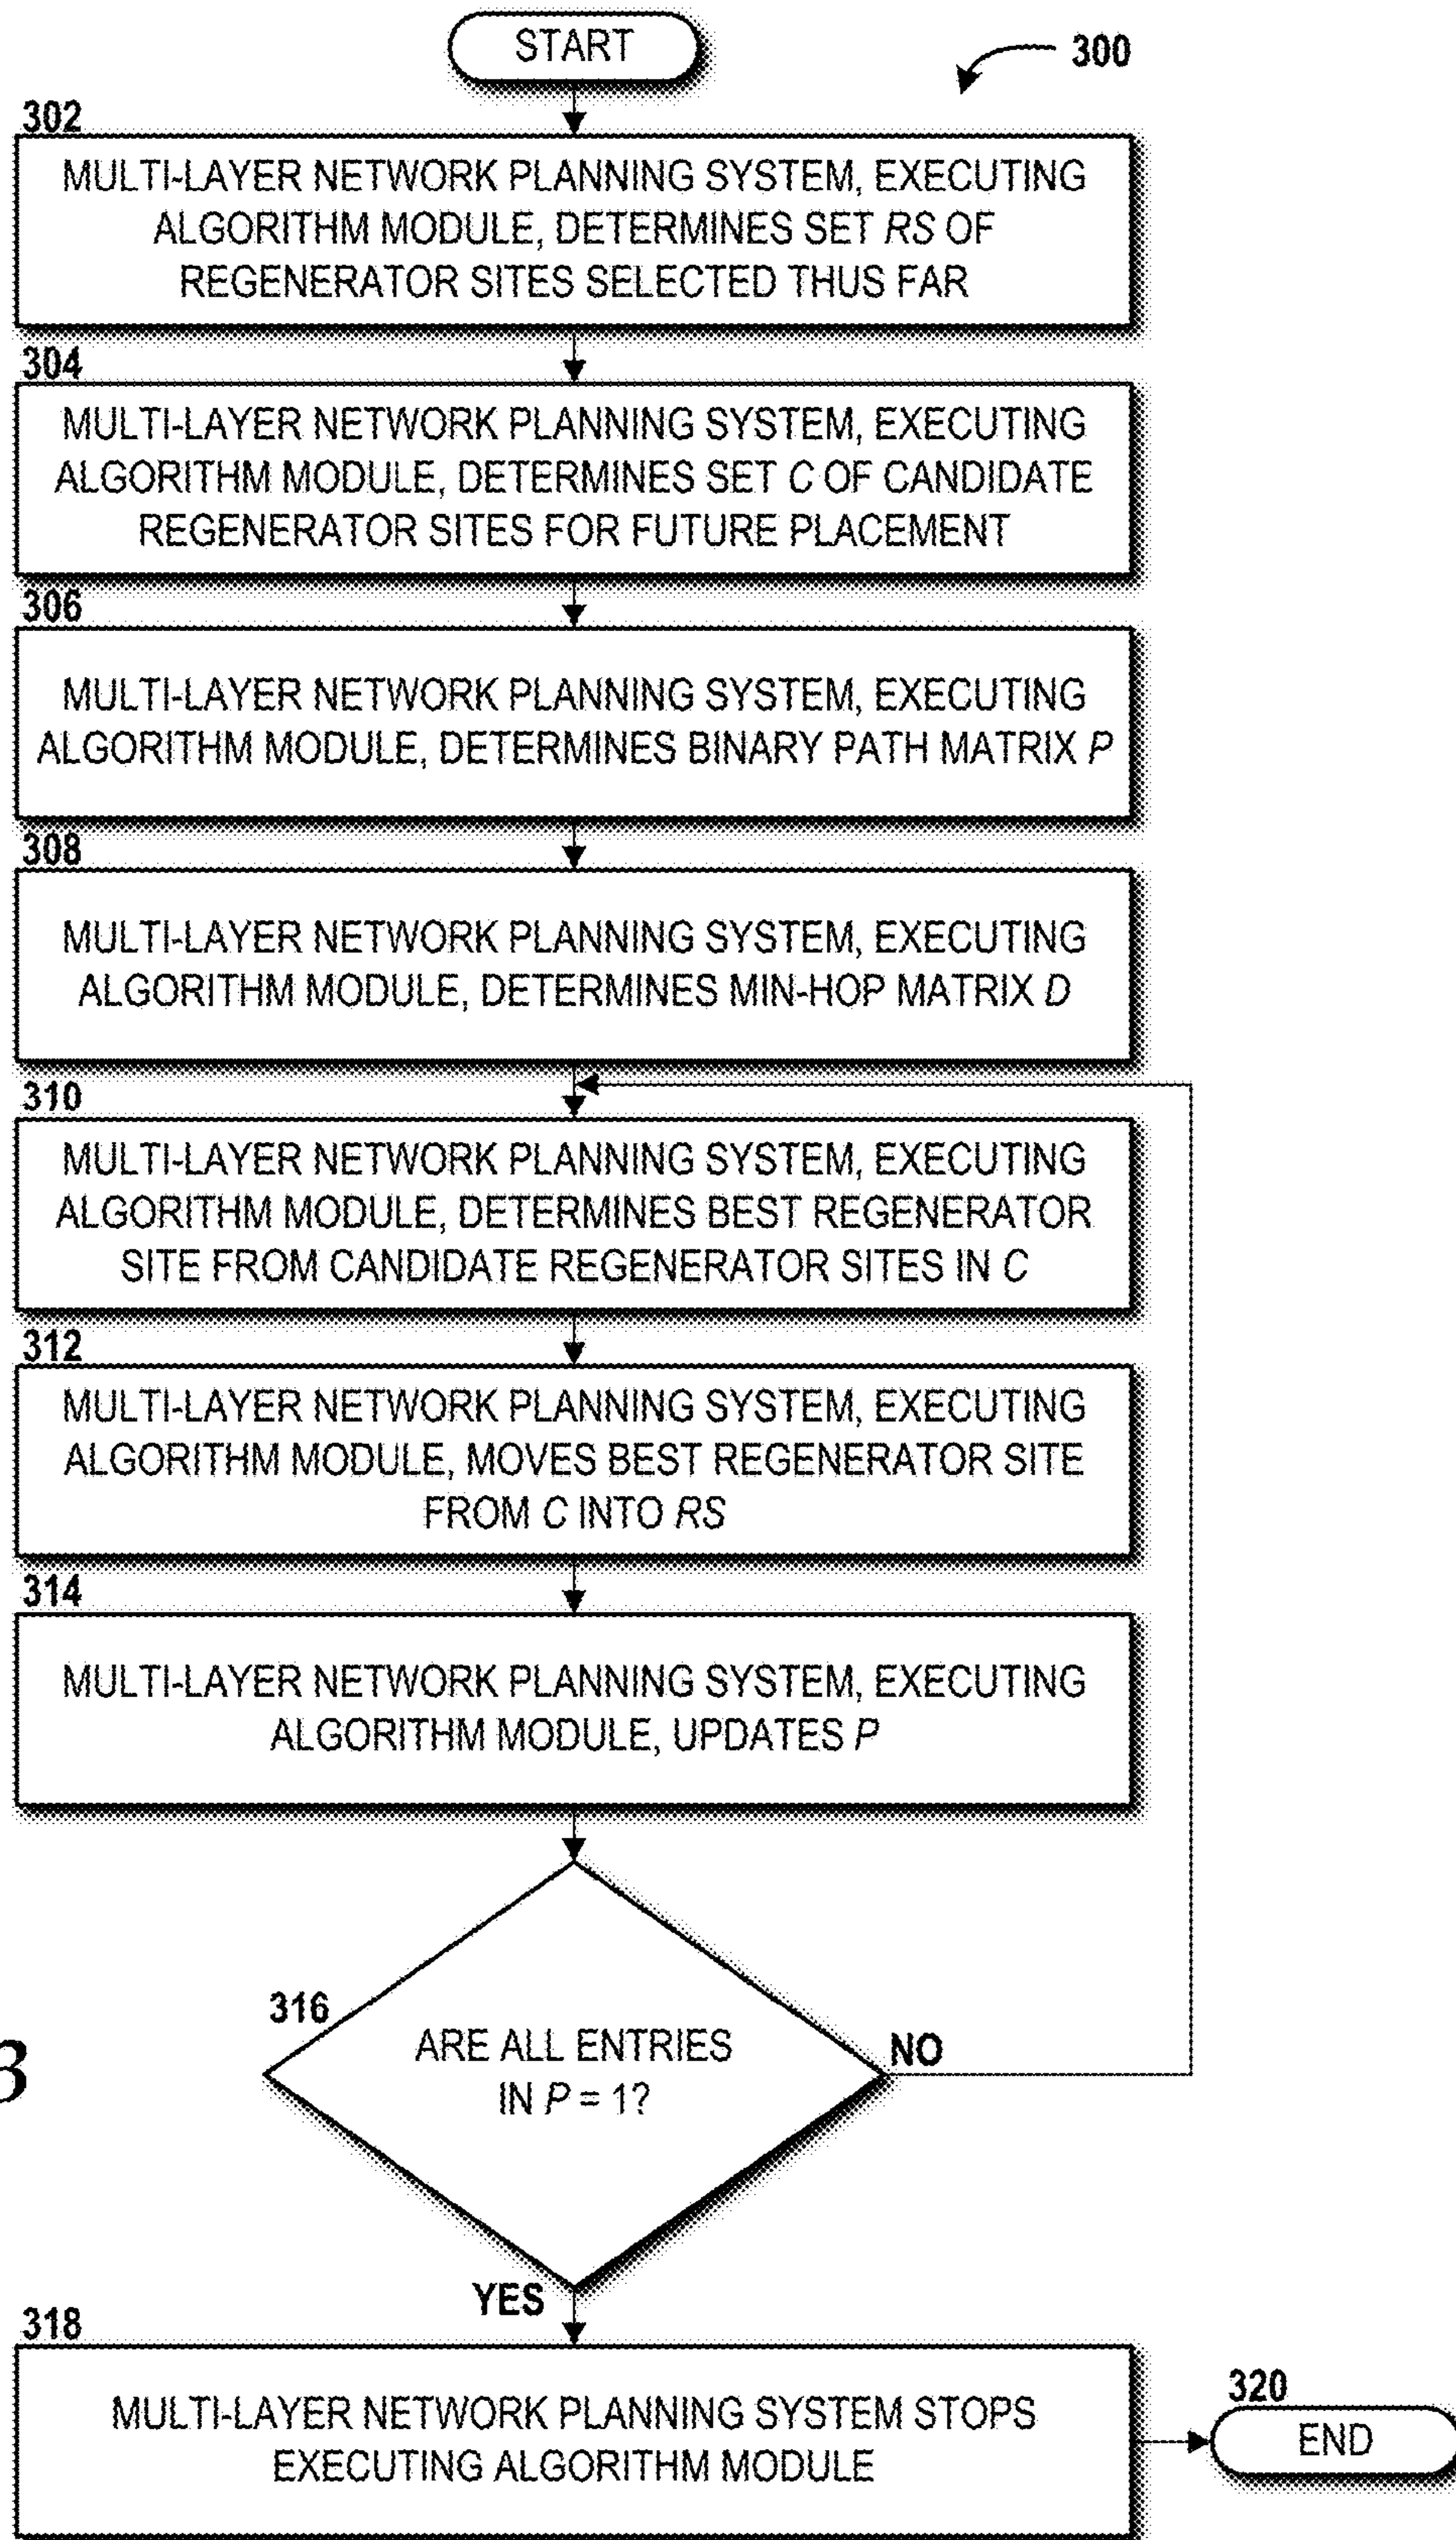 START
300
302
MULTI-LAYER NETWORK PLANNING SYSTEM, EXECUTING
ALGORITHM MODULE, DETERMINES SET RS OF
REGENERATOR SITES SELECTED THUS FAR
304
MULTI-LAYER NETWORK PLANNING SYSTEM, EXECUTING
ALGORITHM MODULE, DETERMINES SET C OF CANDIDATE
REGENERATOR SITES FOR FUTURE PLACEMENT
306
MULTI-LAYER NETWORK PLANNING SYSTEM, EXECUTING
ALGORITHM MODULE, DETERMINES BINARY PATH MATRIX P
308
MULTI-LAYER NETWORK PLANNING SYSTEM, EXECUTING
ALGORITHM MODULE, DETERMINES MIN-HOP MATRIX D
310
MULTI-LAYER NETWORK PLANNING SYSTEM, EXECUTING
ALGORITHM MODULE, DETERMINES BEST REGENERATOR
SITE FROM CANDIDATE REGENERATOR SITES IN C
312
MULTI-LAYER NETWORK PLANNING SYSTEM, EXECUTING
ALGORITHM MODULE, MOVES BEST REGENERATOR SITE
FROM C INTO RS
314
MULTI-LAYER NETWORK PLANNING SYSTEM, EXECUTING
ALGORITHM MODULE, UPDATES P
316
ARE ALL ENTRIES
IN P = 1?
NO
3
YES
318
MULTI-LAYER NETWORK PLANNING SYSTEM STOPS
EXECUTING ALGORITHM MODULE
320
END